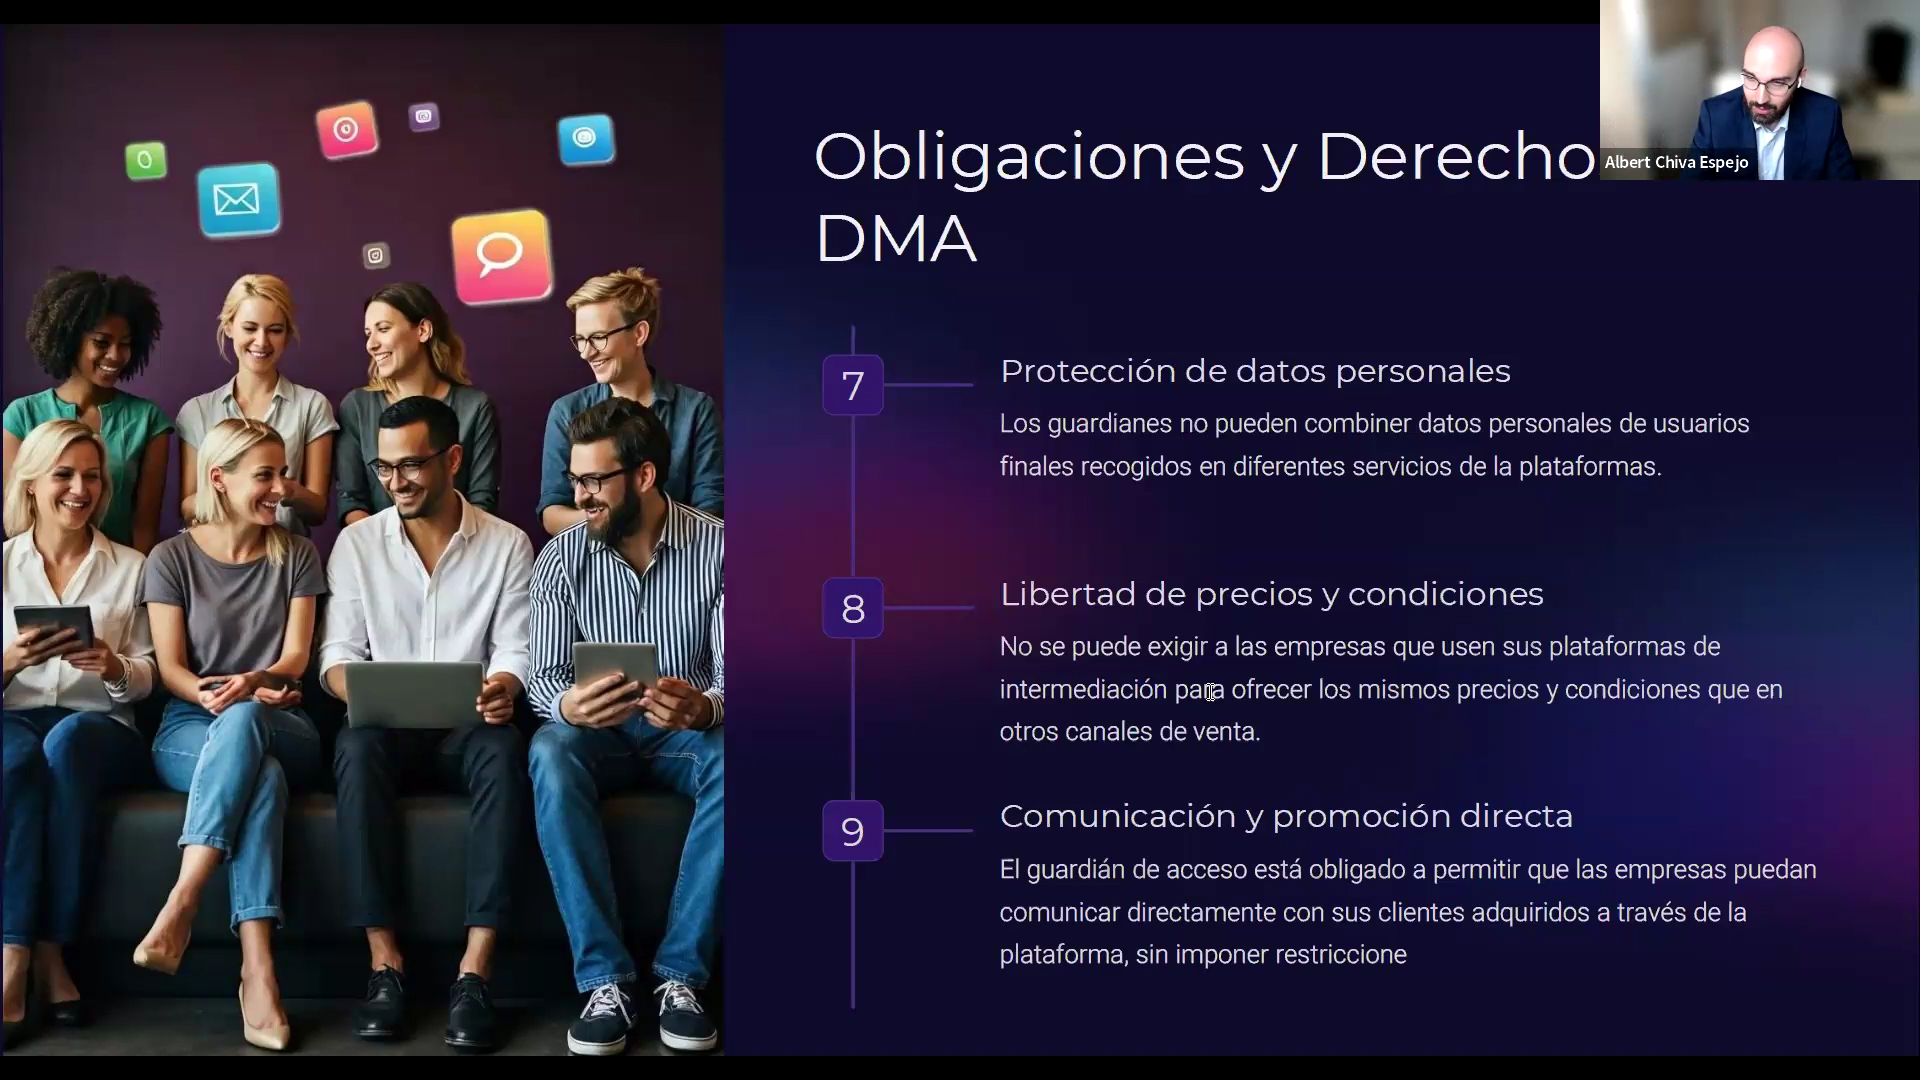 Obligaciones y Derecho
DMA
Albert Chiva Espejo
7
Protección de datos personales
Los guardianes no pueden combiner datos personales de usuarios
finales recogidos en diferentes servicios de la plataformas.
8
Libertad de precios y condiciones
No se puede exigir a las empresas que usen sus plataformas de
intermediación para ofrecer los mismos precios y condiciones que en
otros canales de venta.
9
Comunicación y promoción directa
El guardián de acceso está obligado a permitir que las empresas puedan
comunicar directamente con sus clientes adquiridos a través de la
plataforma, sin imponer restriccione